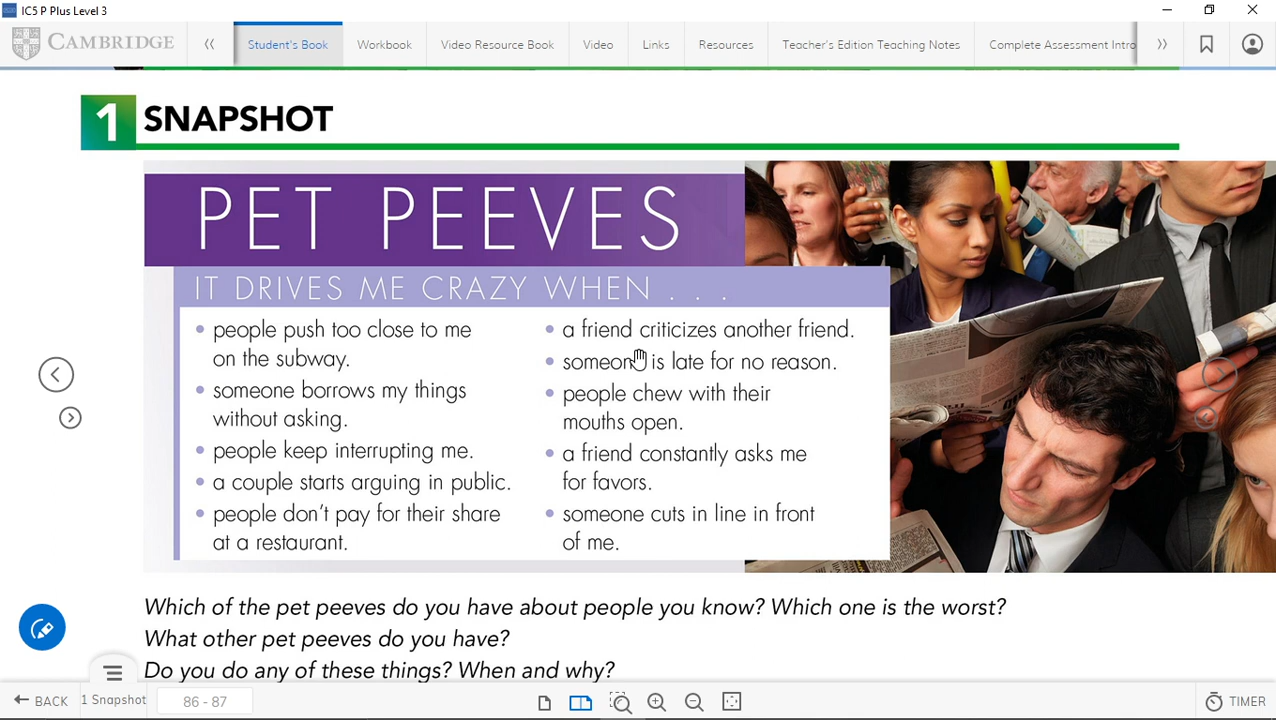 IC5 P Plus Level 3
CAMBRIDGE
Student's Book
Workbook
Video Resource Book
Video
Links
Resources
Teacher's Edition Teaching Notes
Complete Assessment Intro
1 SNAPSHOT
PET PEEVES
IT DRIVES ME CRAZY WHEN . . .
• people push too close to me
on the subway.
• someone borrows my things
without asking.
• people keep interrupting me.
• a couple starts arguing in public.
• people don't pay for their share
at a restaurant.
• a friend criticizes another friend.
• someone is late for no reason.
• people chew with their
mouths open.
• a friend constantly asks me
for favors.
• someone cuts in line in front
of me.
Which of the pet peeves do you have about people you know? Which one is the worst?
What other pet peeves do you have?
Do you do any of these things? When and why?
BACK
1 Snapshot
86 - 87
TIMER